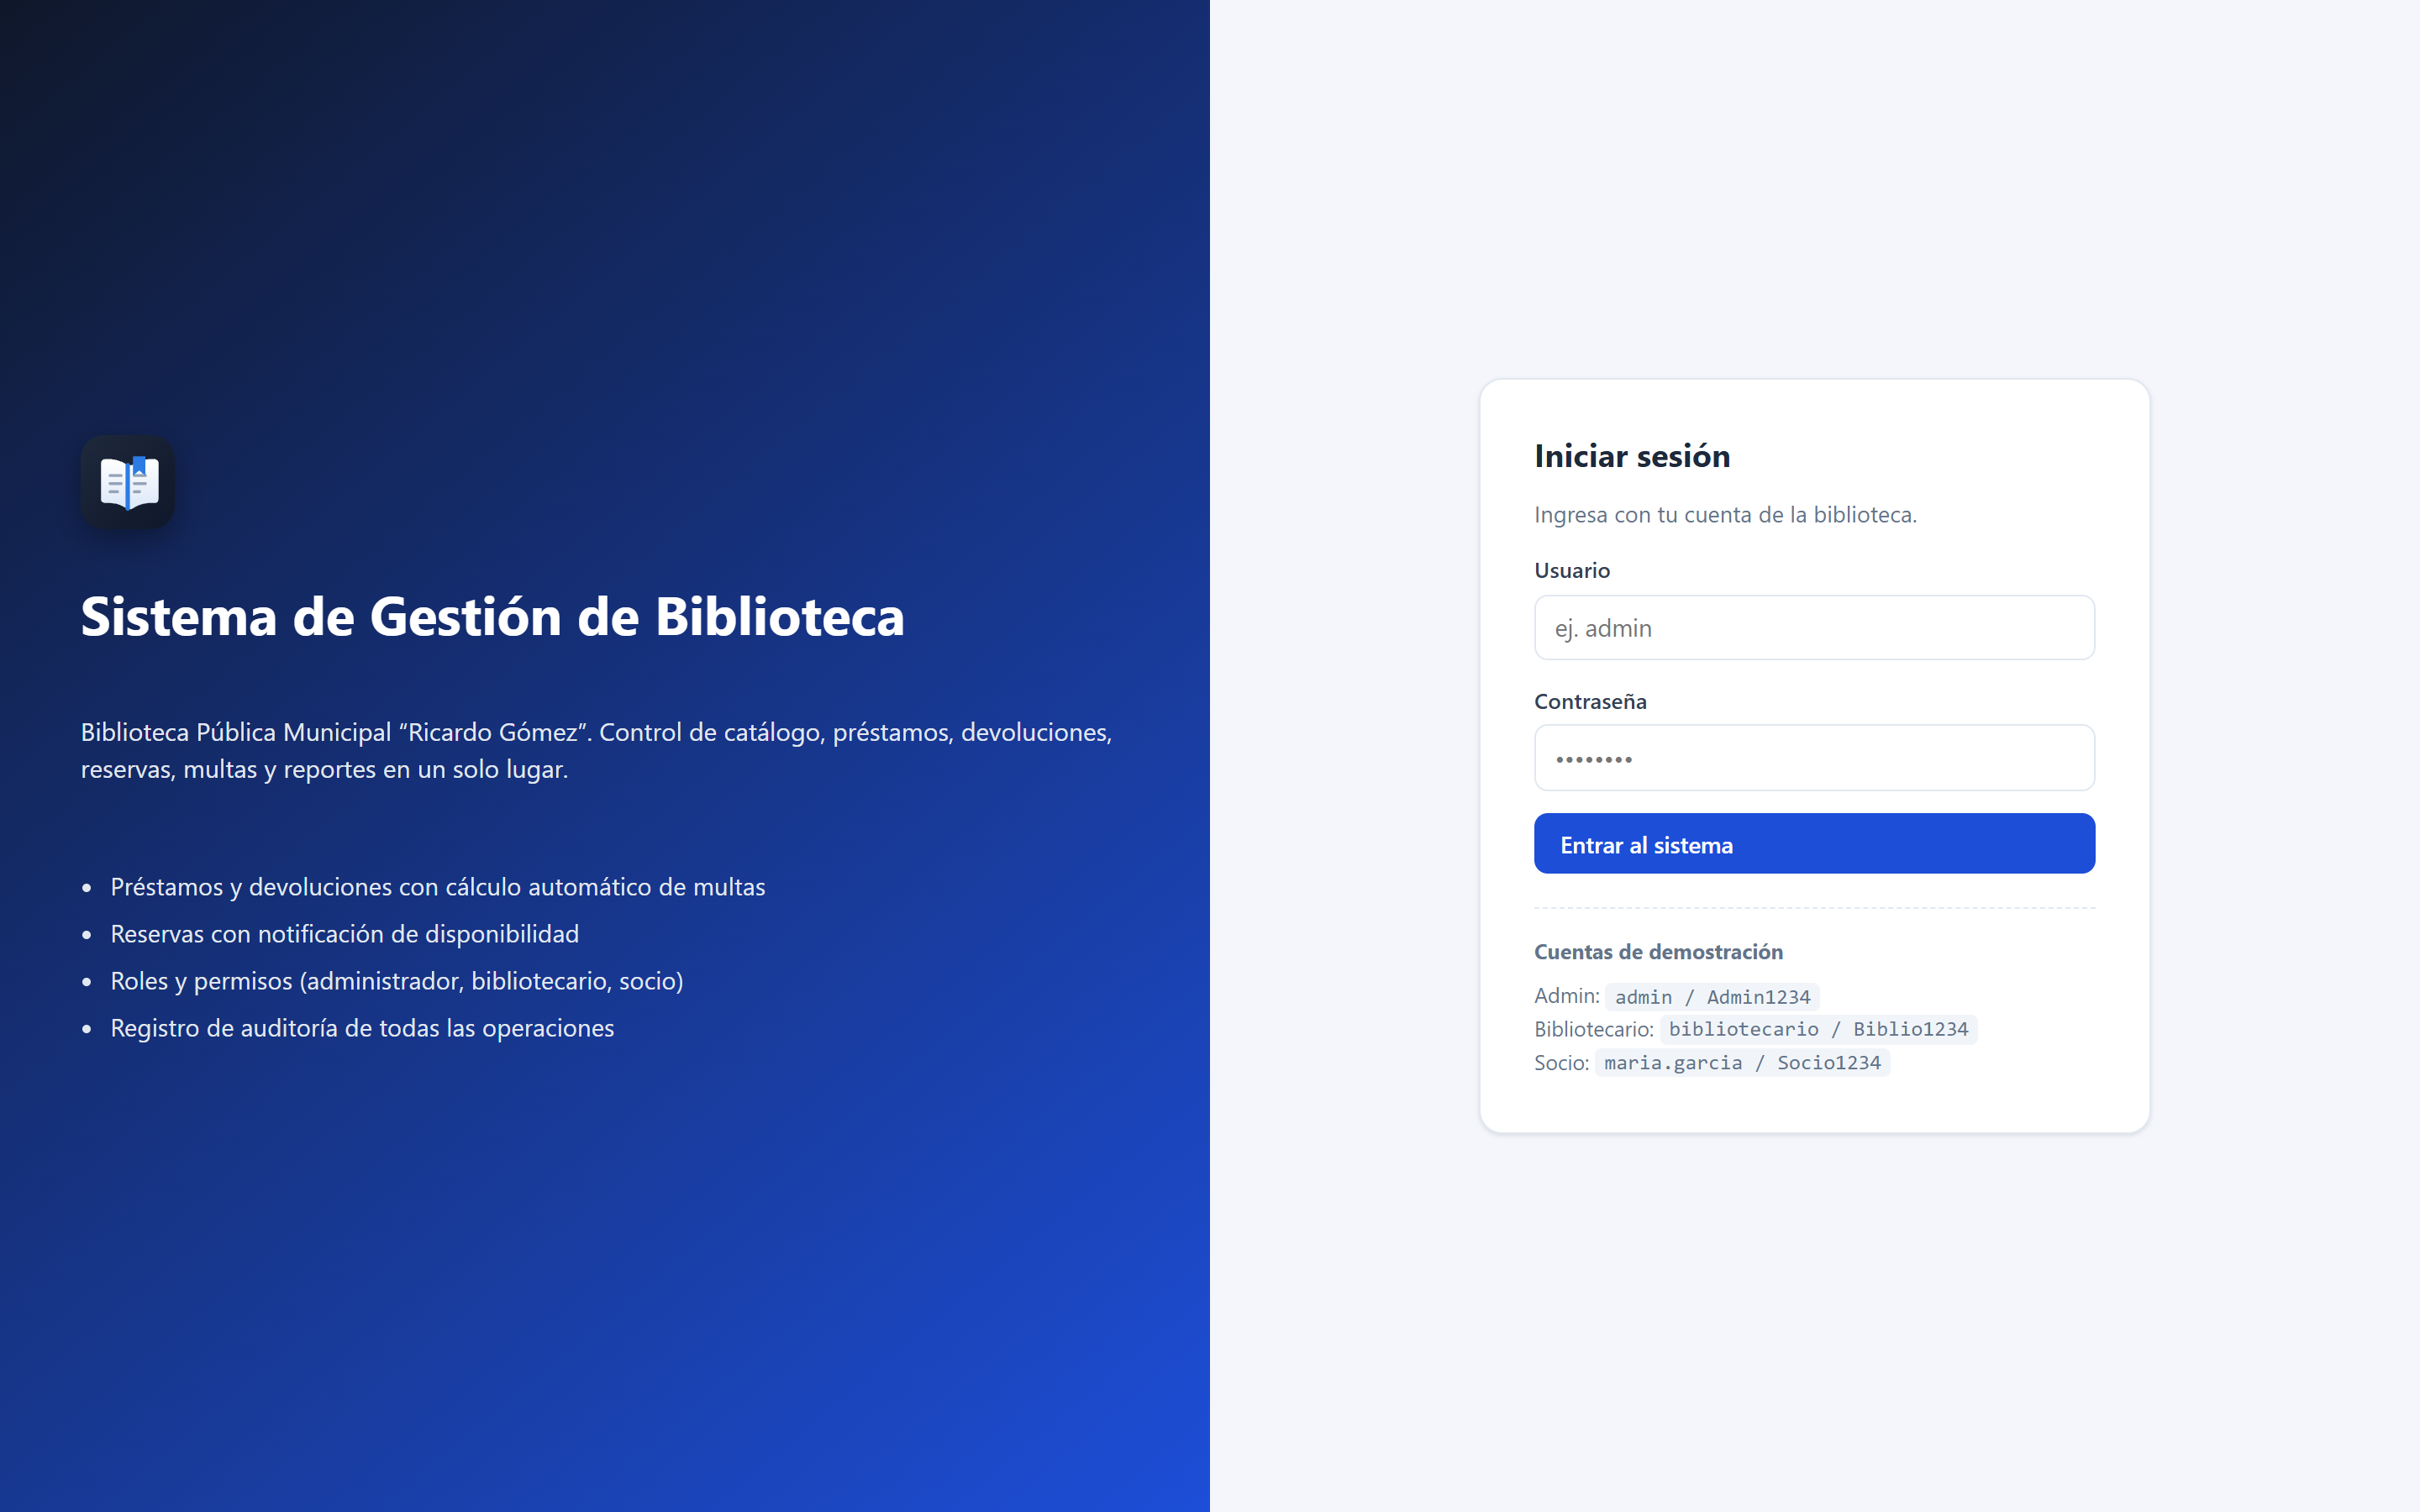 Sistema de Gestión de Biblioteca
Biblioteca Pública Municipal “Ricardo Gómez”. Control de catálogo, préstamos, devoluciones,
reservas, multas y reportes en un solo lugar.
• Préstamos y devoluciones con cálculo automático de multas
• Reservas con notificación de disponibilidad
• Roles y permisos (administrador, bibliotecario, socio)
• Registro de auditoría de todas las operaciones
Iniciar sesión
Ingresa con tu cuenta de la biblioteca.
Usuario
ej. admin
Contraseña
••••••••
Entrar al sistema
Cuentas de demostración
Admin: admin / Admin1234
Bibliotecario: bibliotecario / Biblio1234
Socio: maria.garcia / Socio1234